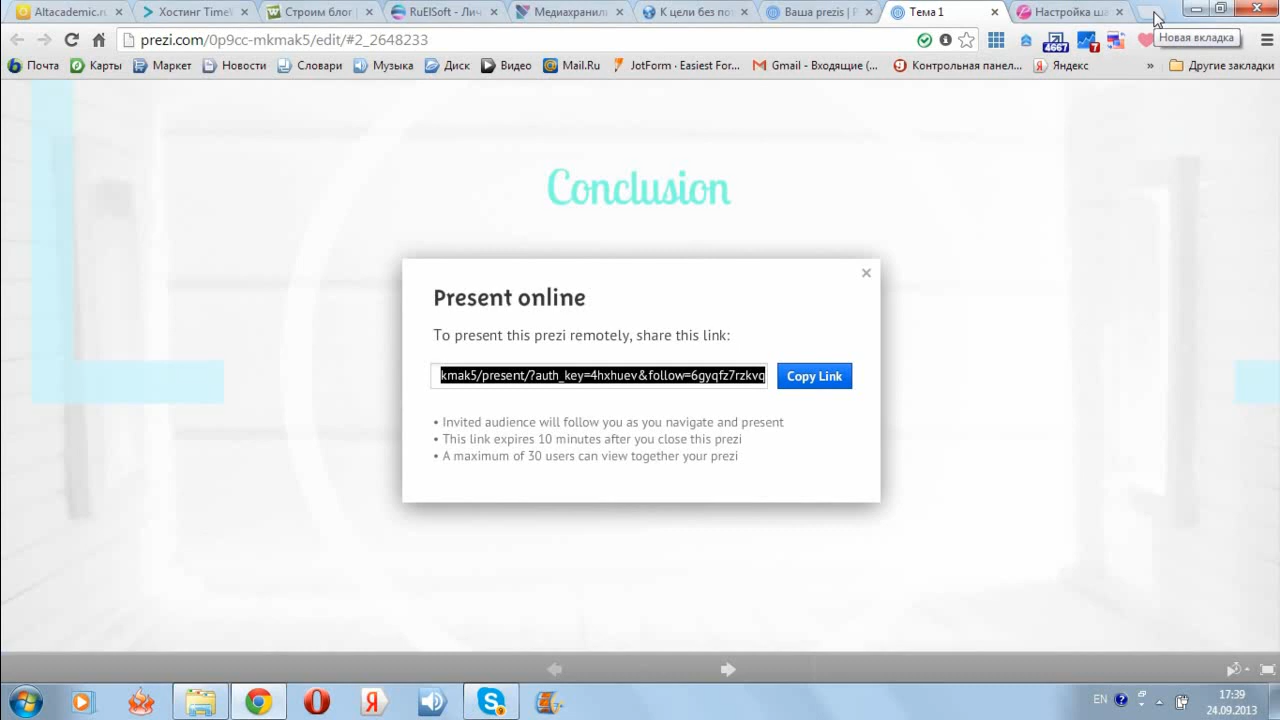 Altacademic.ru
Хостинг Time
Строим блог
RuElSoft - Лич
Медиахранил
К цели без по
Ваша prezis | P
Тема 1
Настройка ша
Новая вкладка
prezi.com/0p9cc-mkmak5/edit/#2_2648233
4667
7
Почта
Карты
Маркет
Новости
Словари
Музыка
Диск
Видео
Mail.Ru
JotForm · Easiest For...
Gmail - Входящие (...
Контрольная панел...
Яндекс
»
Другие закладки
Conclusion
Present online
To present this prezi remotely, share this link:
kmak5/present/?auth_key=4hxhuev&follow=6gyqfz7rzkvq
Copy Link
• Invited audience will follow you as you navigate and present
• This link expires 10 minutes after you close this prezi
• A maximum of 30 users can view together your prezi
EN
17:39
24.09.2013